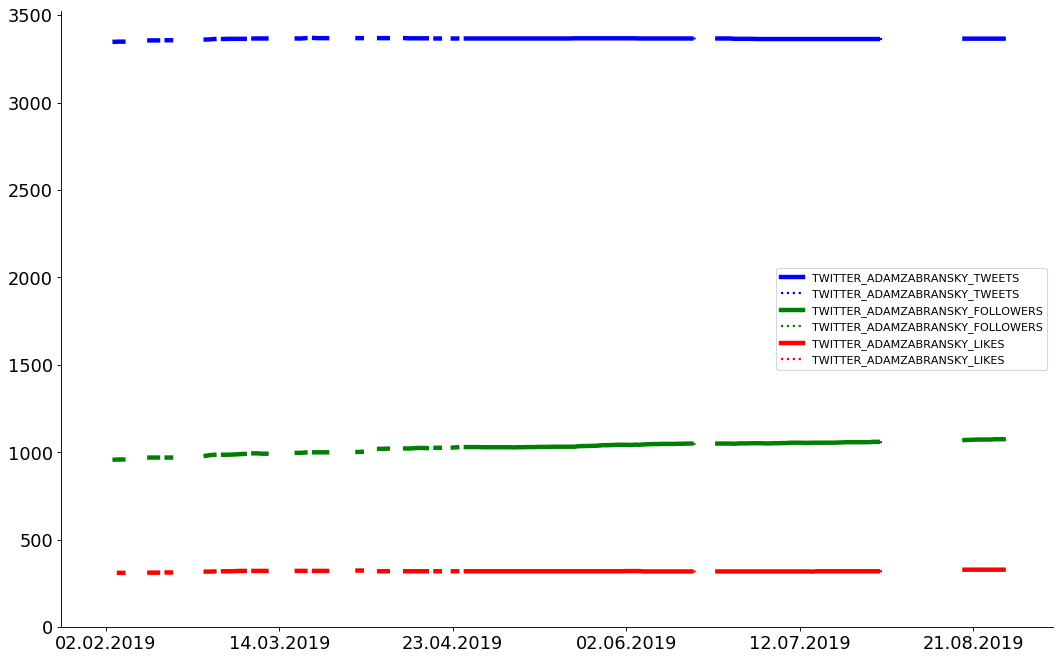 3500
3000
2500
2000
1500
1000
500
0
TWITTER_ADAMZABRANSKY_TWEETS
TWITTER_ADAMZABRANSKY_TWEETS
TWITTER_ADAMZABRANSKY_FOLLOWERS
TWITTER_ADAMZABRANSKY_FOLLOWERS
TWITTER_ADAMZABRANSKY_LIKES
TWITTER_ADAMZABRANSKY_LIKES
02.02.2019 14.03.2019 23.04.2019 02.06.2019 12.07.2019 21.08.2019